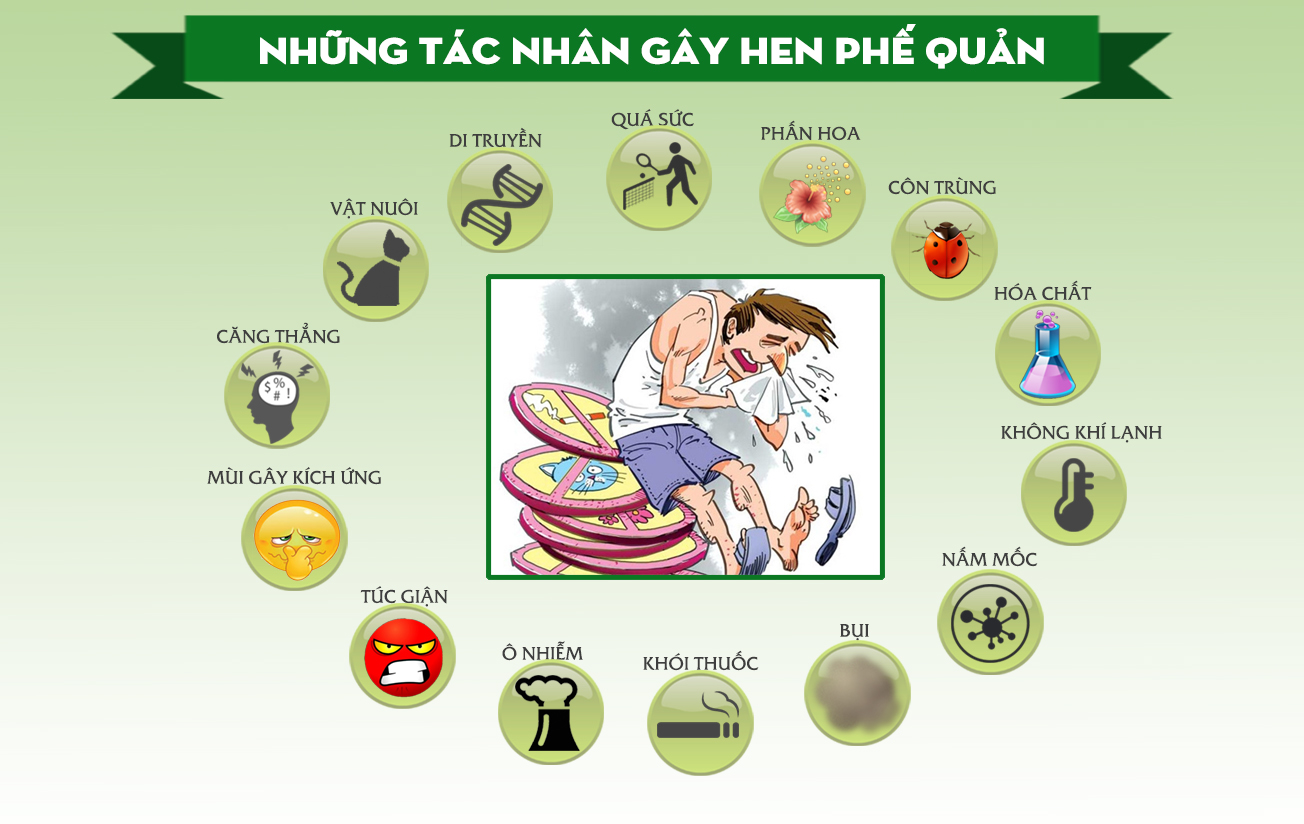 NHỮNG TÁC NHÂN GÂY HEN PHẾ QUẢN
QUÁ SỨC
PHẤN HOA
DI TRUYỀN
CÔN TRÙNG
VẬT NUÔI
HÓA CHẤT
CĂNG THẲNG
$ % # !
KHÔNG KHÍ LẠNH
MÙI GÂY KÍCH ỨNG
NẤM MỐC
TÚC GIẬN
BỤI
Ô NHIỄM
KHÓI THUỐC